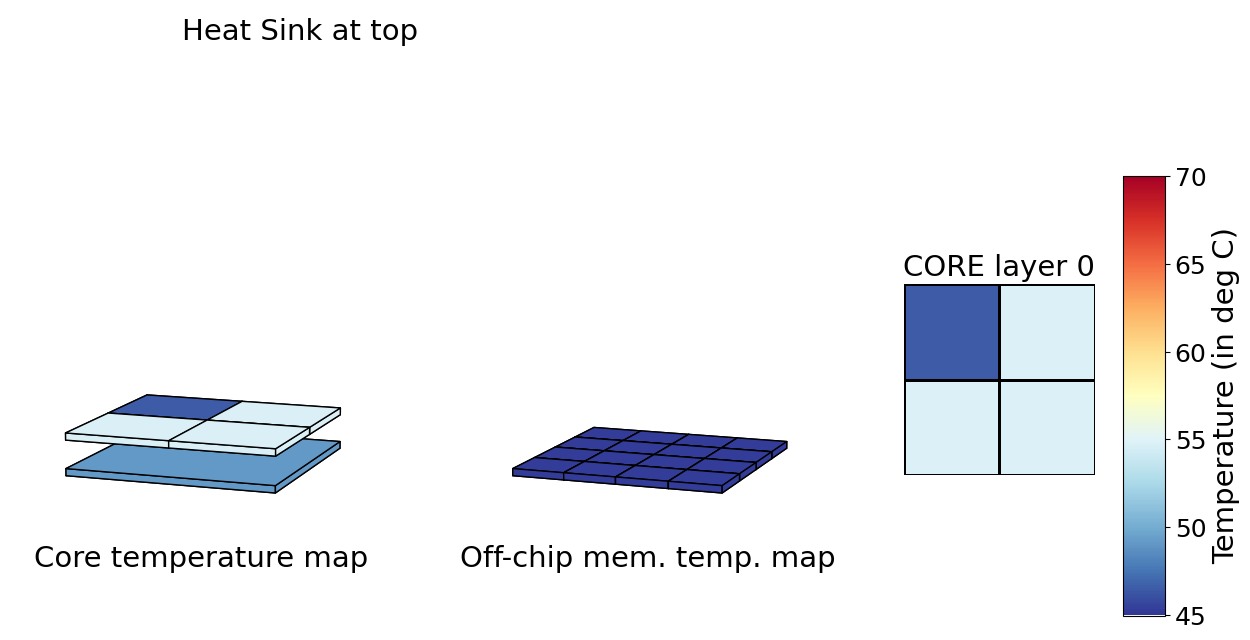 Heat Sink at top
Core temperature map
Off-chip mem. temp. map
CORE layer 0
70
65
60
55
50
45
Temperature (in deg C)